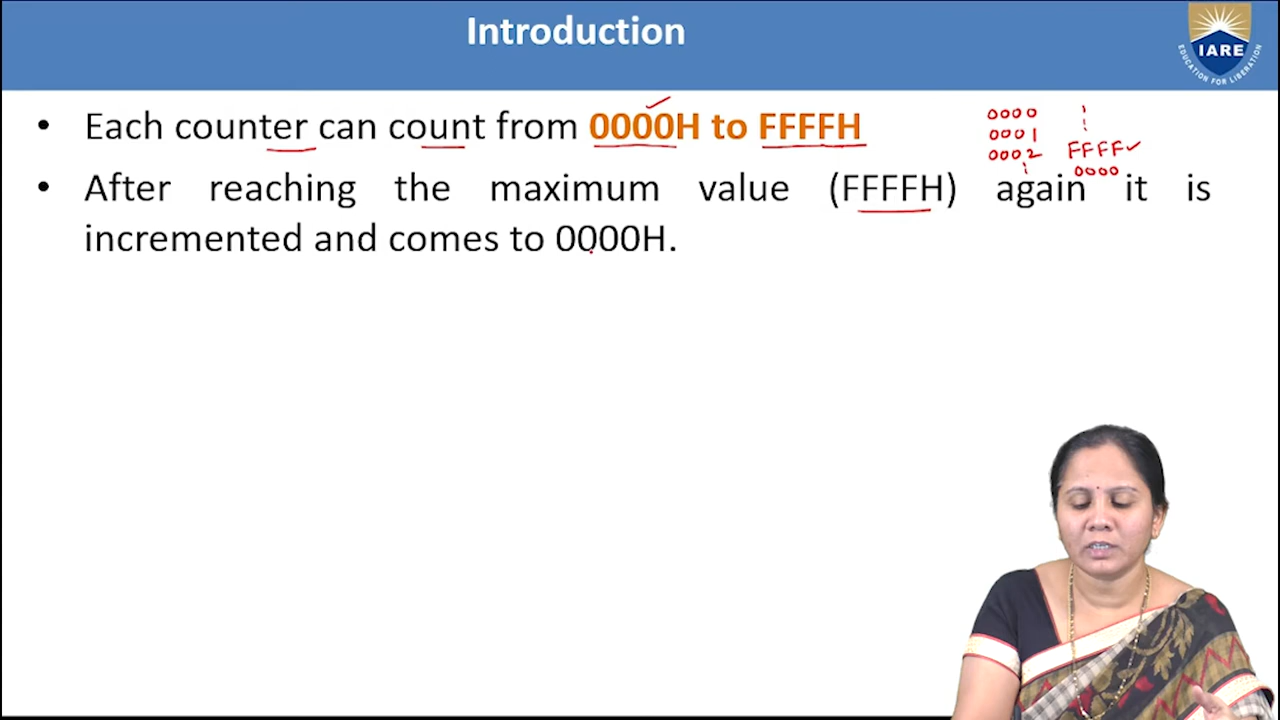 Introduction
IARE
EDUCATION FOR LIBERATION
• Each counter can count from 0000H to FFFFH
0000
0001
0002
FFFF
0000
• After reaching the maximum value (FFFFH) again it is
incremented and comes to 0000H.